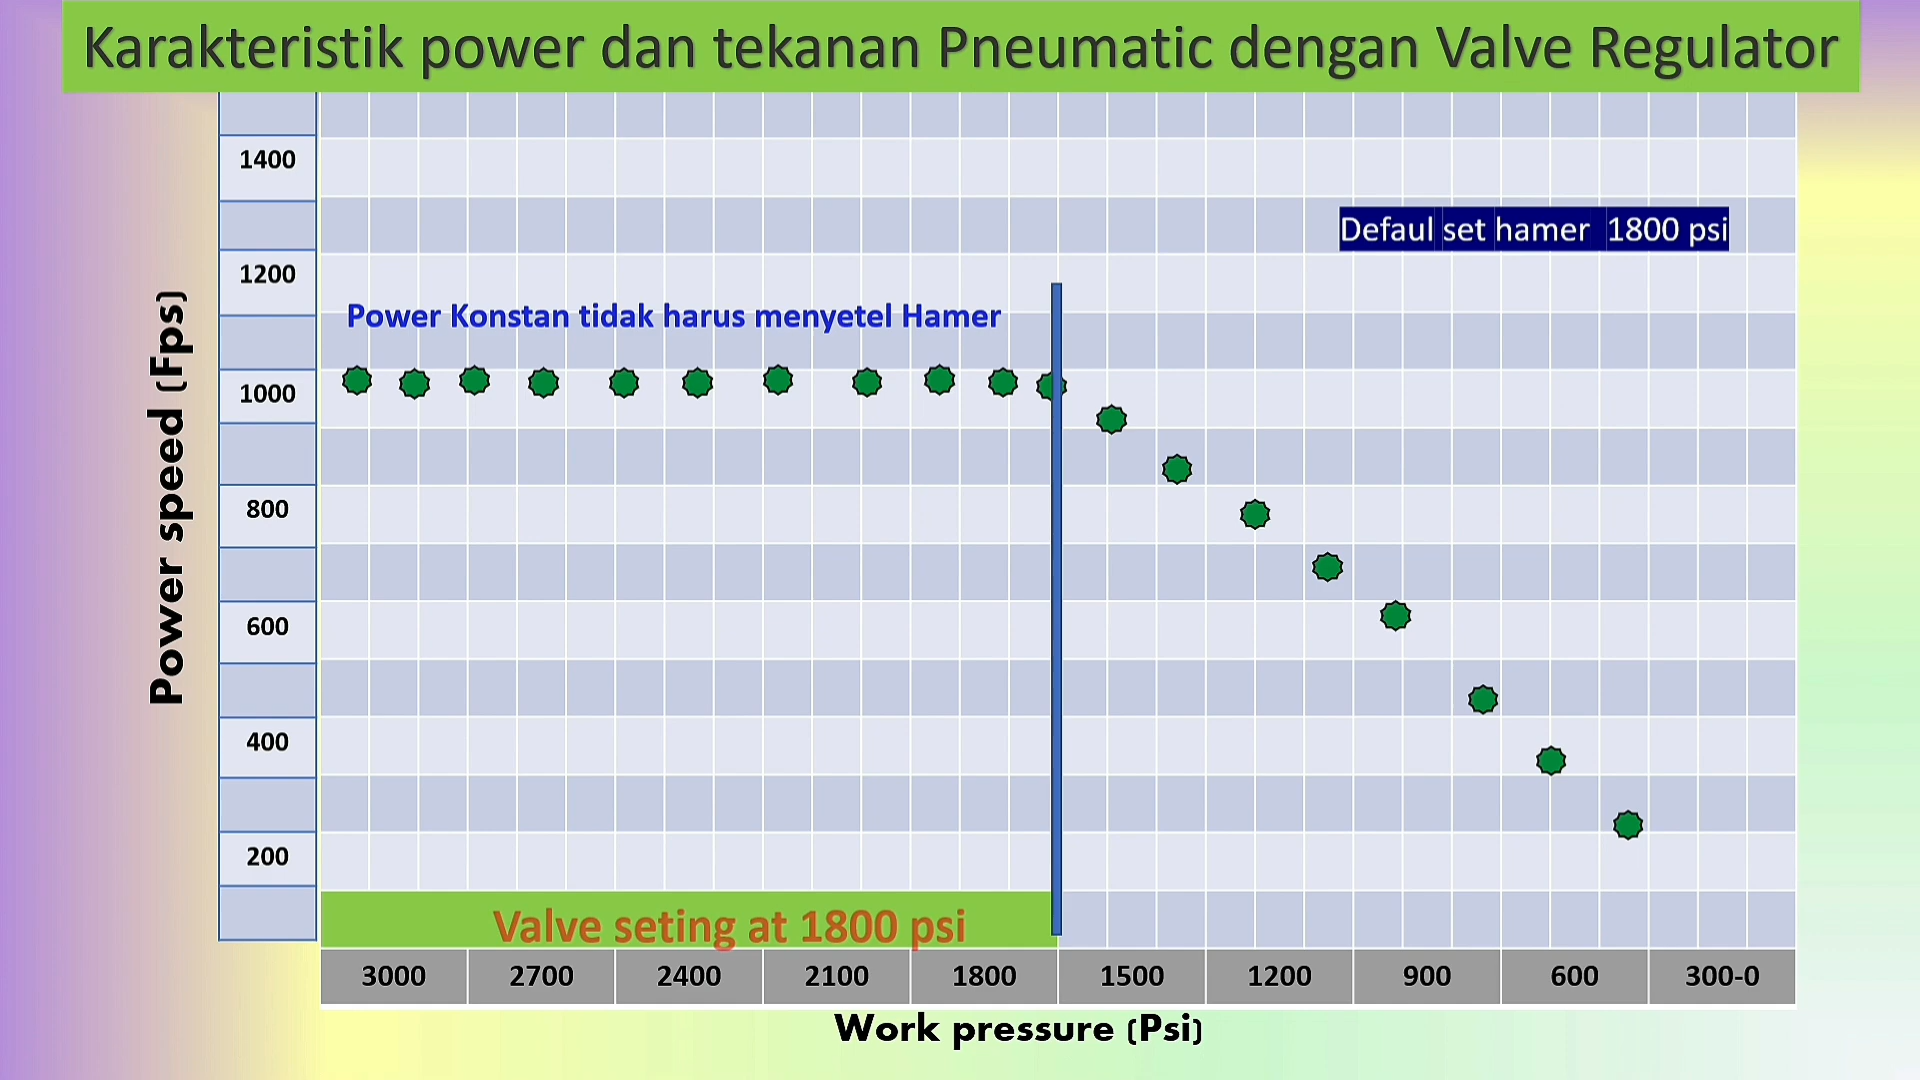 Karakteristik power dan tekanan Pneumatic dengan Valve Regulator
1400
Defaul set hamer 1800 psi
1200
Power Konstan tidak harus menyetel Hamer
1000
800
600
400
200
Power speed (Fps)
Valve seting at 1800 psi
3000 2700 2400 2100 1800 1500 1200 900 600 300-0
Work pressure (Psi)